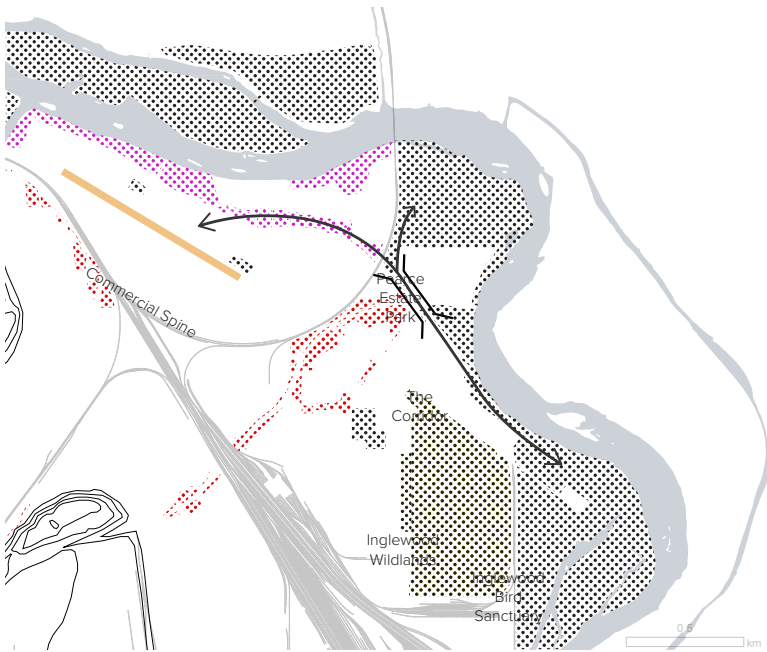 Commercial Spine
Pearce
Estate
Park
The
Corridor
Inglewood
Wildlands
Inglewood
Bird
Sanctuary
0.5
km